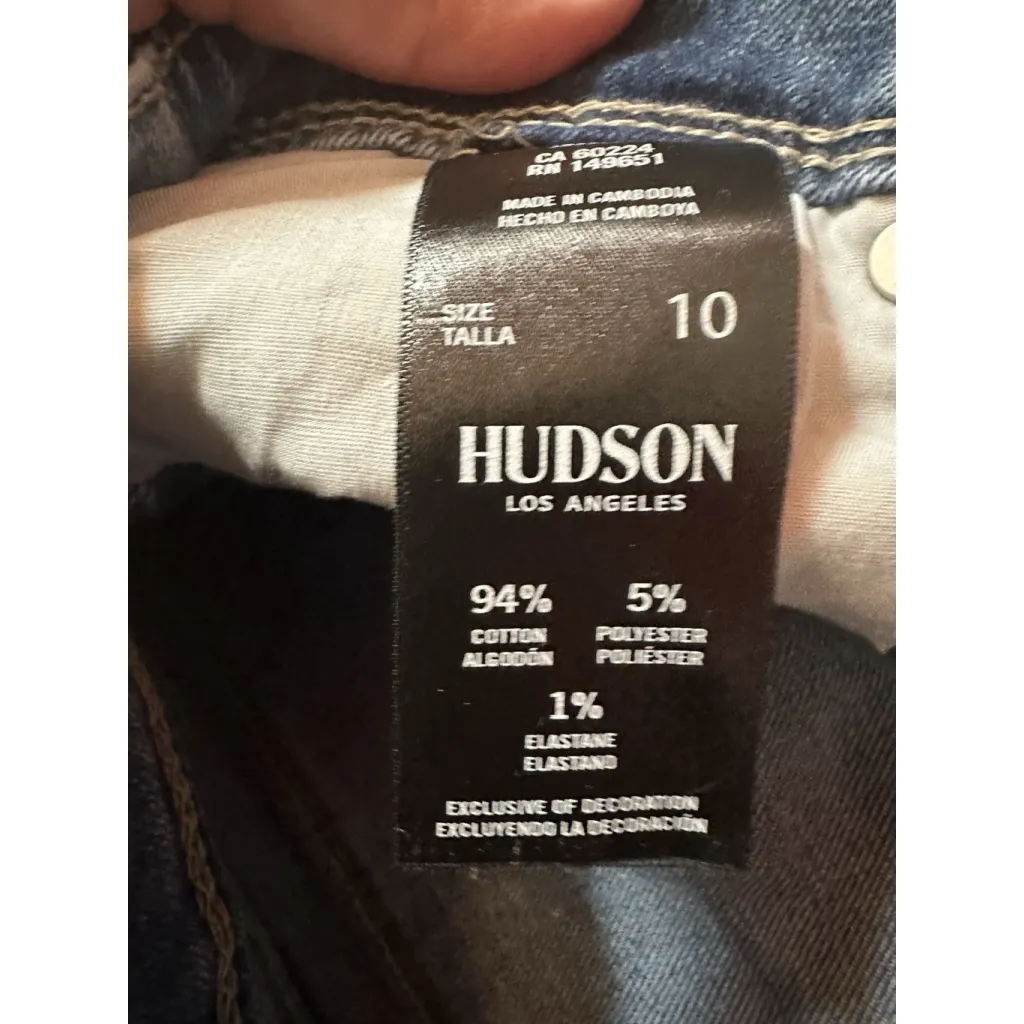 CA 60224
RN 149651
MADE IN CAMBODIA
HECHO EN CAMBOYA
SIZE 10
TALLA
HUDSON
LOS ANGELES
94% 5%
COTTON POLYESTER
ALGODÓN POLIÉSTER
1%
ELASTANE
ELASTANO
EXCLUSIVE OF DECORATION
EXCLUYENDO LA DECORACIÓN